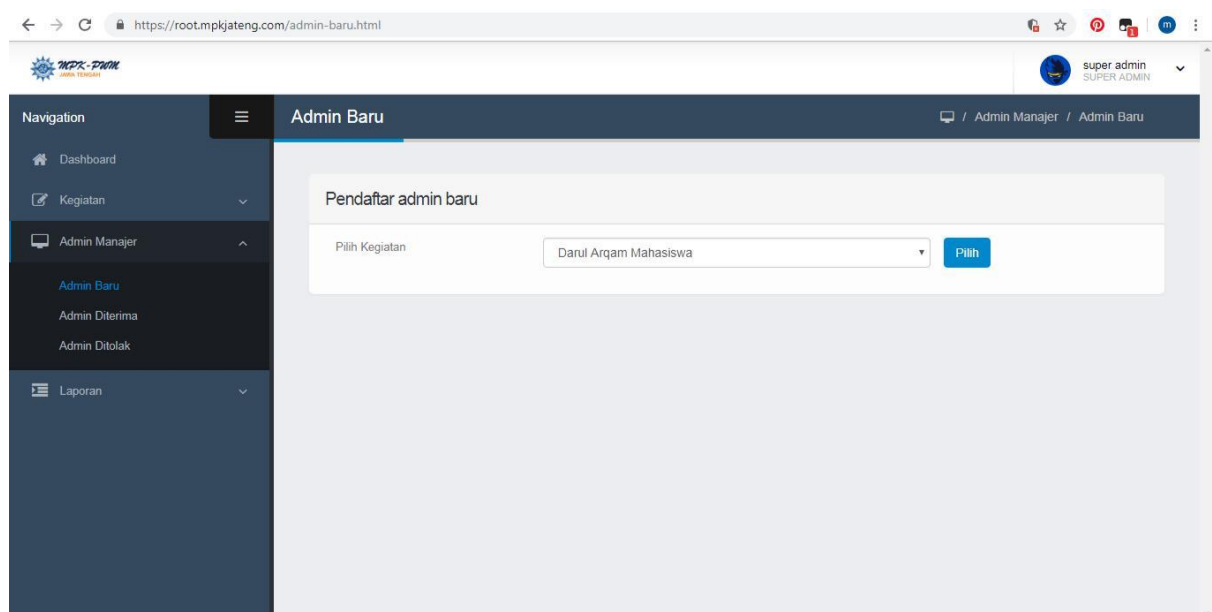 https://root.mpkjateng.com/admin-baru.html
1
m
MPK-PWM
JAWA TENGAH
super admin
SUPER ADMIN
Navigation
Admin Baru
/ Admin Manajer / Admin Baru
Dashboard
Kegiatan
Pendaftar admin baru
Admin Manajer
Pilih Kegiatan
Darul Arqam Mahasiswa
Pilih
Admin Baru
Admin Diterima
Admin Ditolak
Laporan